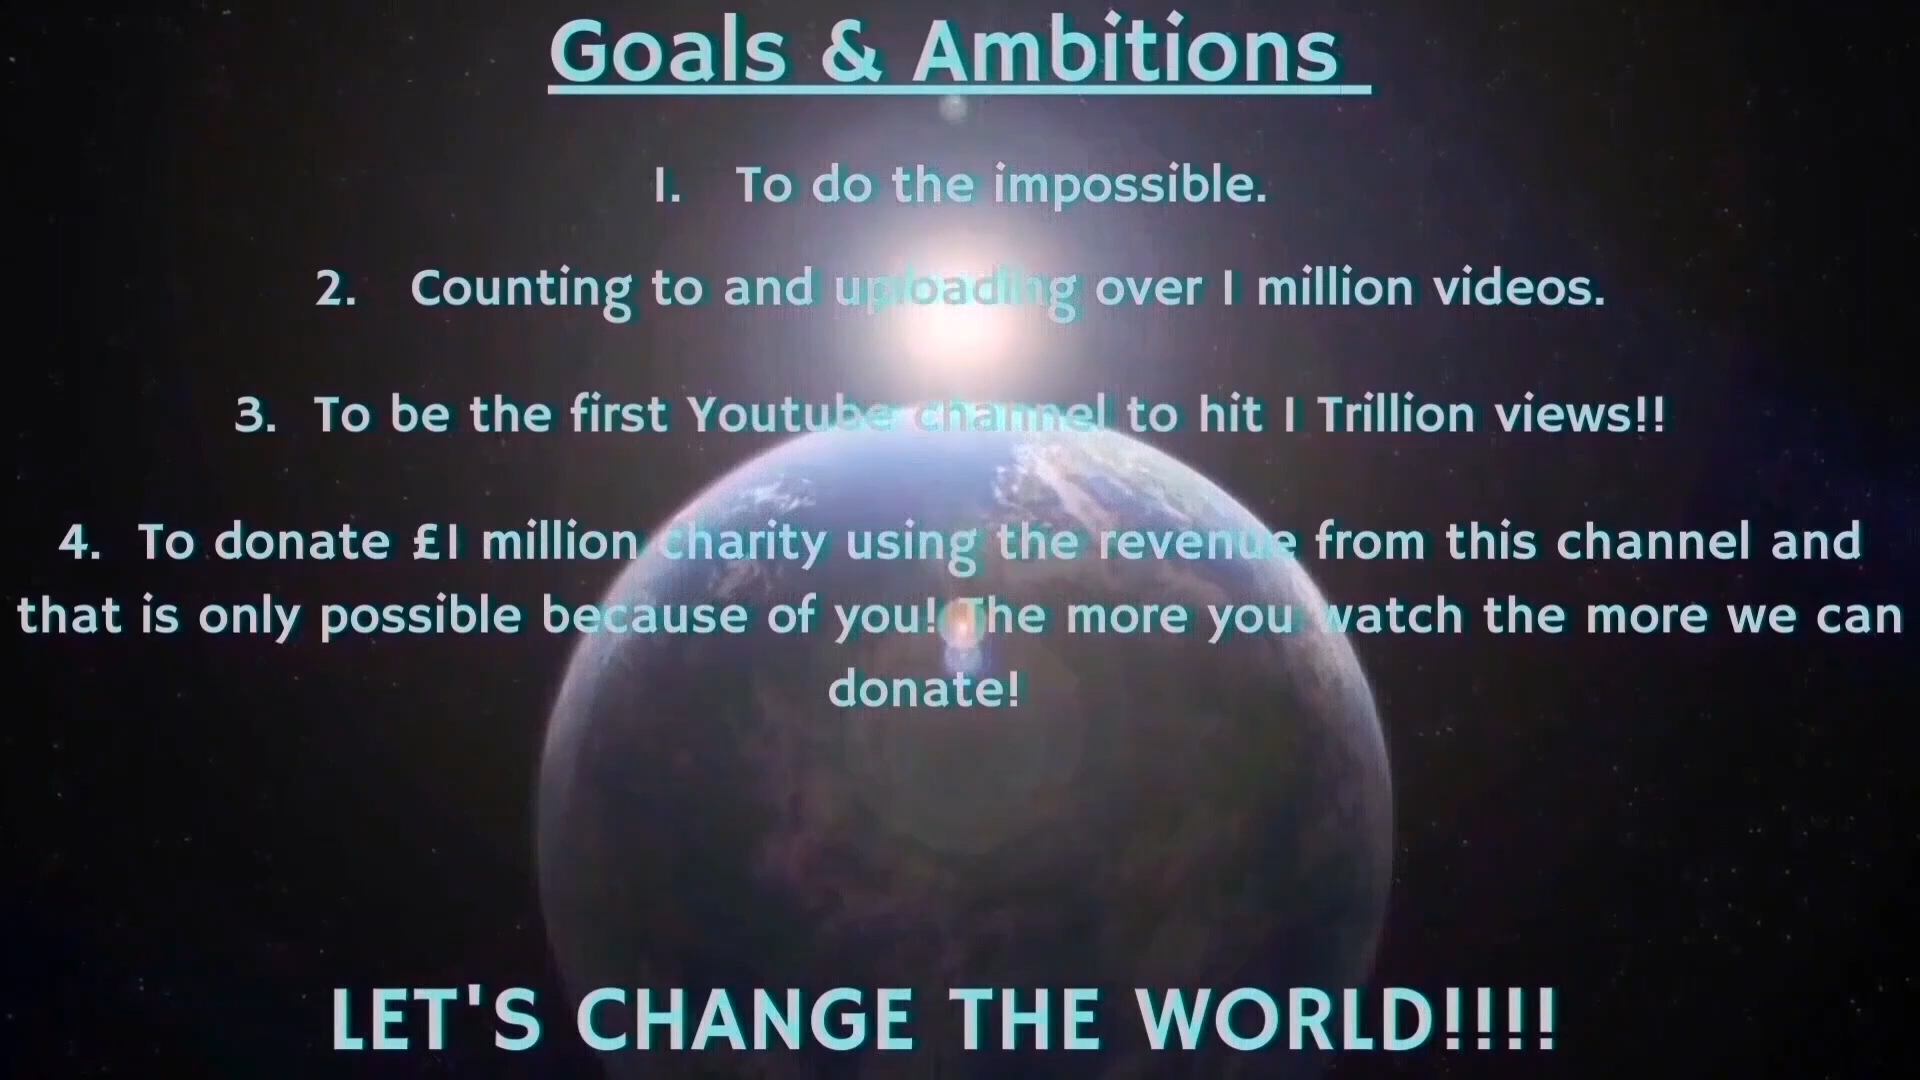 Goals & Ambitions
1. To do the impossible.
2. Counting to and uploading over 1 million videos.
3. To be the first Youtube channel to hit 1 Trillion views!!
4. To donate £1 million charity using the revenue from this channel and
that is only possible because of you! The more you watch the more we can
donate!
LET'S CHANGE THE WORLD!!!!